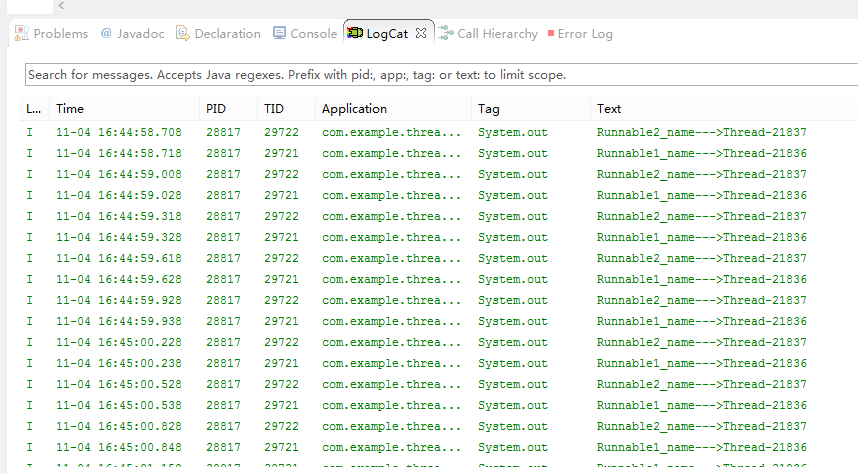 Problems @ Javadoc Declaration Console LogCat Call Hierarchy Error Log
Search for messages. Accepts Java regexes. Prefix with pid:, app:, tag: or text: to limit scope.
L... Time PID TID Application Tag Text
I 11-04 16:44:58.708 28817 29722 com.example.threa... System.out Runnable2_name--->Thread-21837
I 11-04 16:44:58.718 28817 29721 com.example.threa... System.out Runnable1_name--->Thread-21836
I 11-04 16:44:59.008 28817 29722 com.example.threa... System.out Runnable2_name--->Thread-21837
I 11-04 16:44:59.028 28817 29721 com.example.threa... System.out Runnable1_name--->Thread-21836
I 11-04 16:44:59.318 28817 29722 com.example.threa... System.out Runnable2_name--->Thread-21837
I 11-04 16:44:59.328 28817 29721 com.example.threa... System.out Runnable1_name--->Thread-21836
I 11-04 16:44:59.618 28817 29722 com.example.threa... System.out Runnable2_name--->Thread-21837
I 11-04 16:44:59.628 28817 29721 com.example.threa... System.out Runnable1_name--->Thread-21836
I 11-04 16:44:59.928 28817 29722 com.example.threa... System.out Runnable2_name--->Thread-21837
I 11-04 16:44:59.938 28817 29721 com.example.threa... System.out Runnable1_name--->Thread-21836
I 11-04 16:45:00.228 28817 29722 com.example.threa... System.out Runnable2_name--->Thread-21837
I 11-04 16:45:00.238 28817 29721 com.example.threa... System.out Runnable1_name--->Thread-21836
I 11-04 16:45:00.528 28817 29722 com.example.threa... System.out Runnable2_name--->Thread-21837
I 11-04 16:45:00.538 28817 29721 com.example.threa... System.out Runnable1_name--->Thread-21836
I 11-04 16:45:00.828 28817 29722 com.example.threa... System.out Runnable2_name--->Thread-21837
I 11-04 16:45:00.848 28817 29721 com.example.threa... System.out Runnable1_name--->Thread-21836